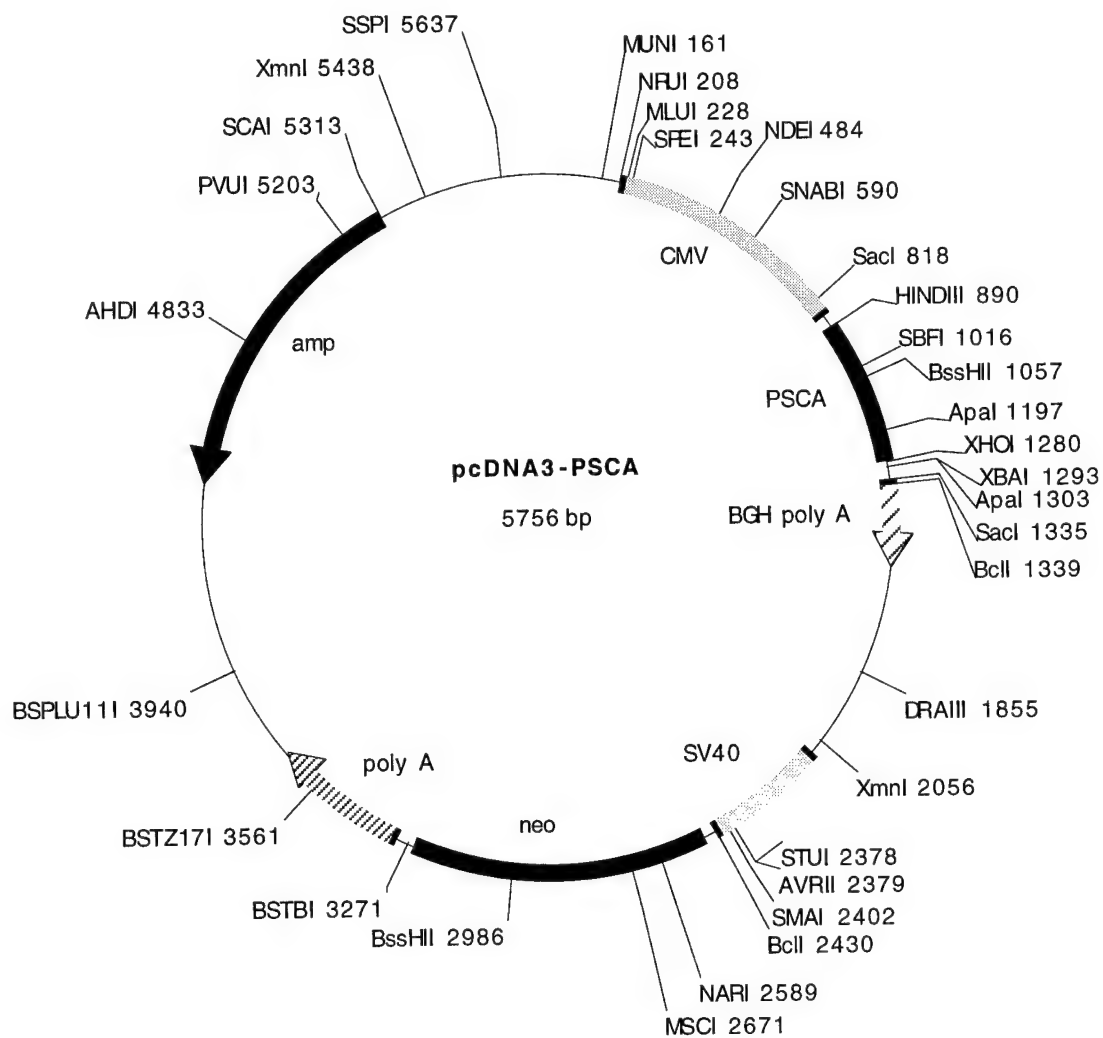 SSPI 5637
XmnI 5438
SCAI 5313
PVUI 5203
AHDI 4833
MUNI 161
NRUI 208
MLUI 228
SPEI 243
NDEI 484
SNABI 590
CMV
SacI 818
HINDIII 890
SBFI 1016
BssHII 1057
PSCA
ApaI 1197
XHOI 1280
XBAI 1293
ApaI 1303
SacI 1335
BclI 1339
BGH poly A
amp
pcDNA3-PSCA
5756 bp
DRAIII 1855
SV40
XmnI 2056
STUI 2378
AVRII 2379
SMAI 2402
BclI 2430
NARI 2589
MSCI 2671
neo
BssHII 2986
BSTBI 3271
poly A
BSTZ17I 3561
BSPLU11I 3940